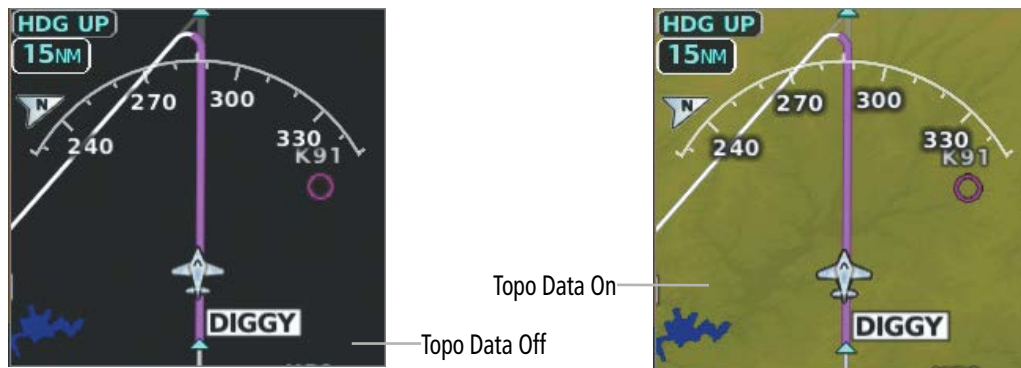 HDG UP
15NM
N
270
300
240
330
K91
DIGGY
Topo Data Off
HDG UP
15NM
N
270
300
240
330
K91
Topo Data On
DIGGY